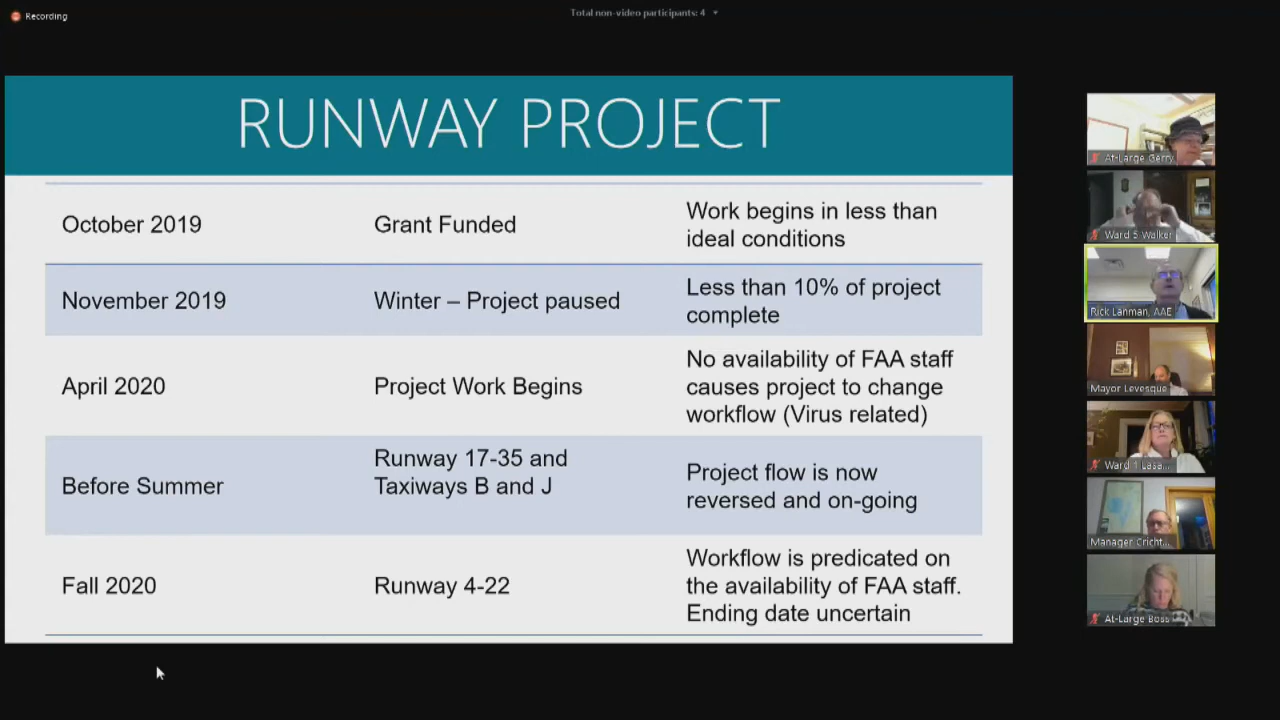 Recording
Total non-video participants: 4
RUNWAY PROJECT
October 2019
Grant Funded
Work begins in less than
ideal conditions
November 2019
Winter – Project paused
Less than 10% of project
complete
April 2020
Project Work Begins
No availability of FAA staff
causes project to change
workflow (Virus related)
Before Summer
Runway 17-35 and
Taxiways B and J
Project flow is now
reversed and on-going
Fall 2020
Runway 4-22
Workflow is predicated on
the availability of FAA staff.
Ending date uncertain
At-Large Gerry
Ward 5 Walker
Rick Lanman, AAE
Mayor Levesque
Ward 1 Lasa...
Manager Cricht...
At-Large Boss